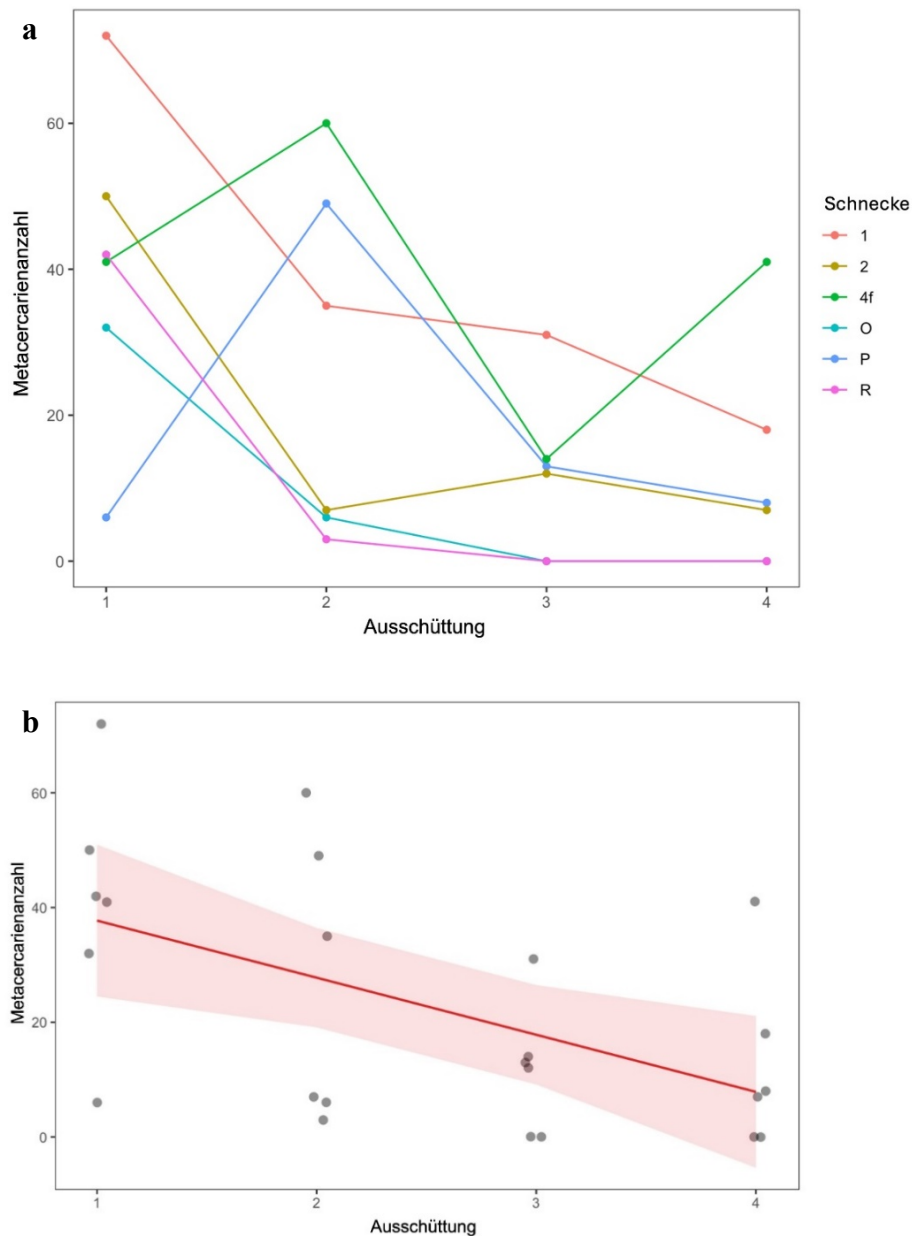 a
Metacercarienanzahl
60
40
20
0
1 2 3 4
Ausschüttung
Schnecke
1
2
4f
O
P
R
b
Metacercarienanzahl
60
40
20
0
1 2 3 4
Ausschüttung